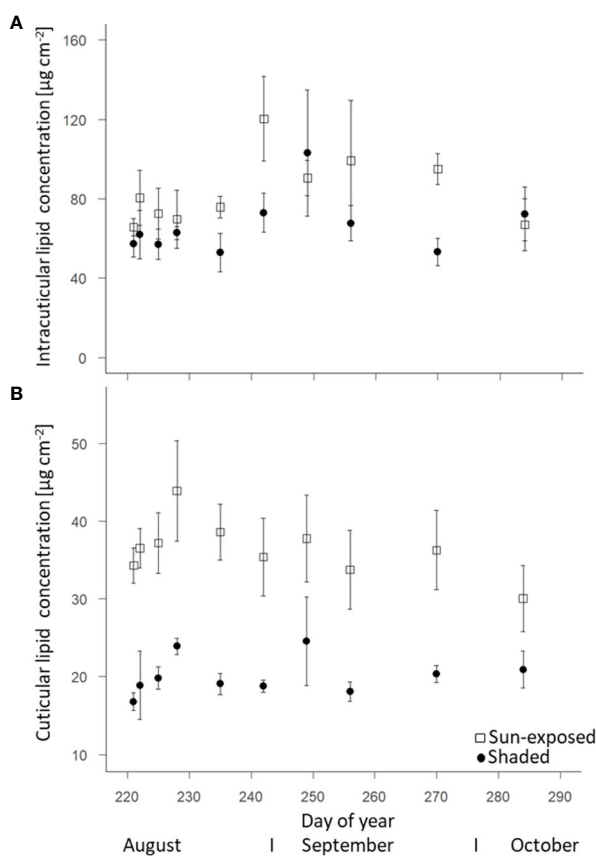 A
Intracuticular lipid concentration [µg cm-2]
160
120
80
40
0
B
Cuticular lipid concentration [µg cm-2]
50
40
30
20
10
Sun-exposed
Shaded
220 230 240 250 260 270 280 290
Day of year
August | September | October